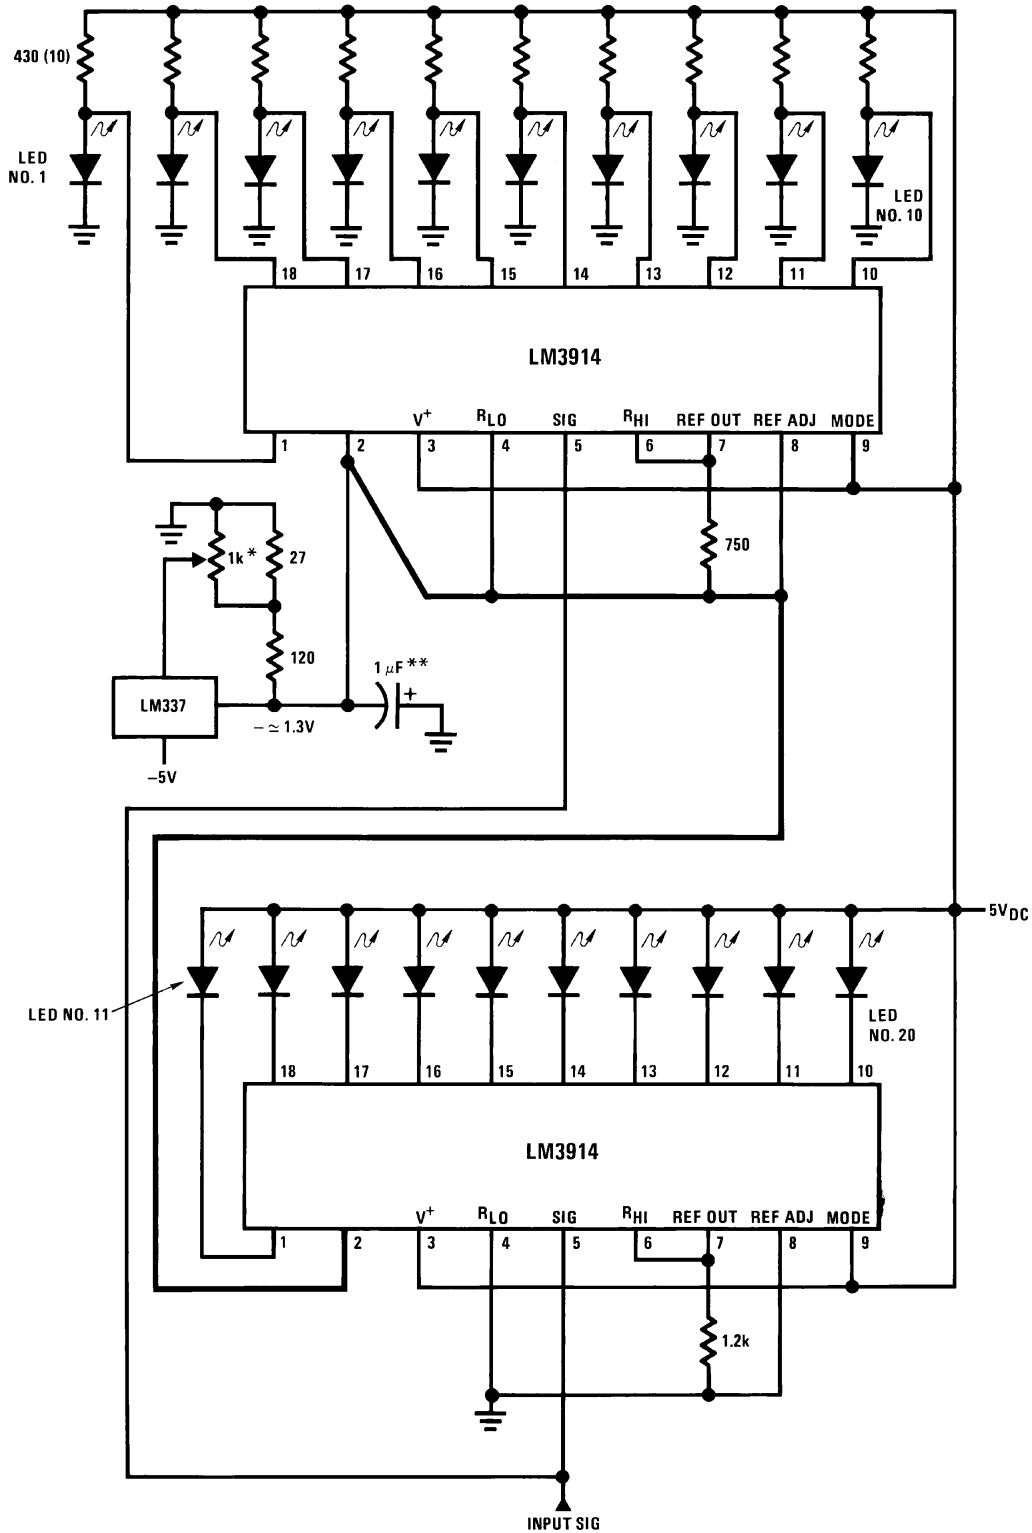 430 (10)
LED
NO. 1
LED
NO. 10
18 17 16 15 14 13 12 11 10
LM3914
V+ RLO SIG RHI REF OUT REF ADJ MODE
1 2 3 4 5 6 7 8 9
1k* 27
750
120
1 μF**
+
LM337
− ≃ 1.3V
−5V
5VDC
LED NO. 11
LED
NO. 20
18 17 16 15 14 13 12 11 10
LM3914
V+ RLO SIG RHI REF OUT REF ADJ MODE
1 2 3 4 5 6 7 8 9
1.2k
INPUT SIG